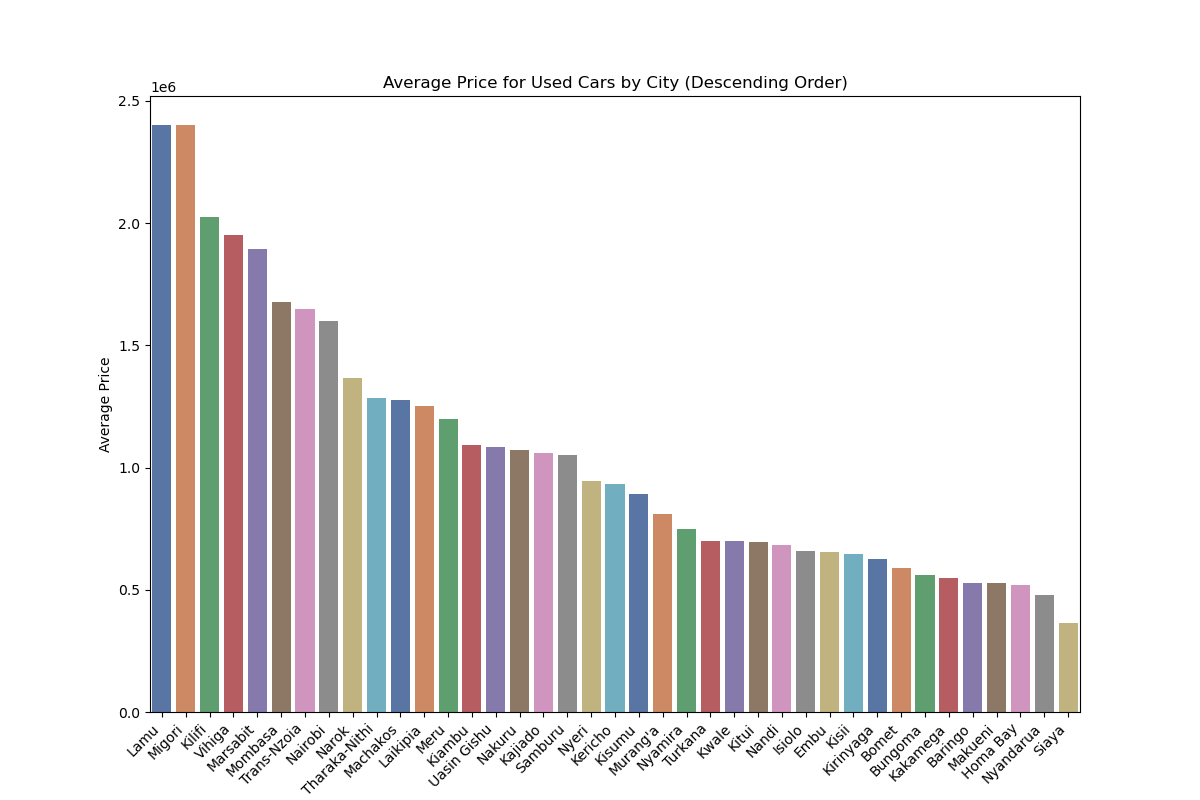 Average Price for Used Cars by City (Descending Order)
1e6
2.5
2.0
1.5
1.0
0.5
0.0
Average Price
Lamu
Migori
Kilifi
Vihiga
Marsabit
Mombasa
Trans-Nzoia
Nairobi
Narok
Tharaka-Nithi
Machakos
Laikipia
Meru
Kiambu
Uasin Gishu
Nakuru
Kajiado
Samburu
Nyeri
Kericho
Kisumu
Murang'a
Nyamira
Turkana
Kwale
Kitui
Nandi
Isiolo
Embu
Kisii
Kirinyaga
Bomet
Bungoma
Kakamega
Baringo
Makueni
Homa Bay
Nyandarua
Siaya